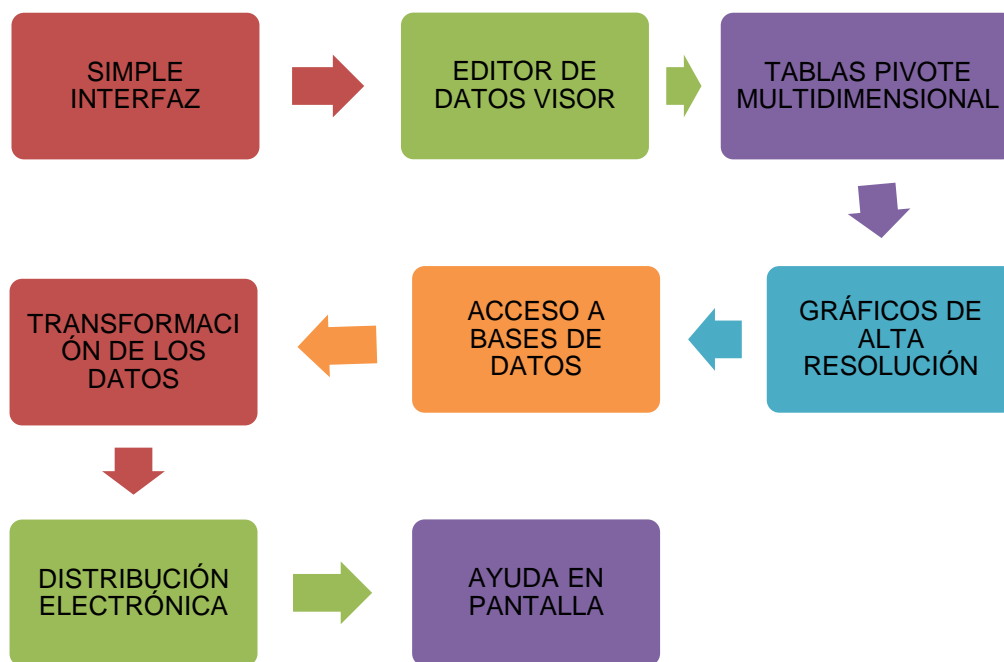 SIMPLE
INTERFAZ
EDITOR DE
DATOS VISOR
TABLAS PIVOTE
MULTIDIMENSIONAL
GRÁFICOS DE
ALTA
RESOLUCIÓN
ACCESO A
BASES DE
DATOS
TRANSFORMACI
ÓN DE LOS
DATOS
DISTRIBUCIÓN
ELECTRÓNICA
AYUDA EN
PANTALLA